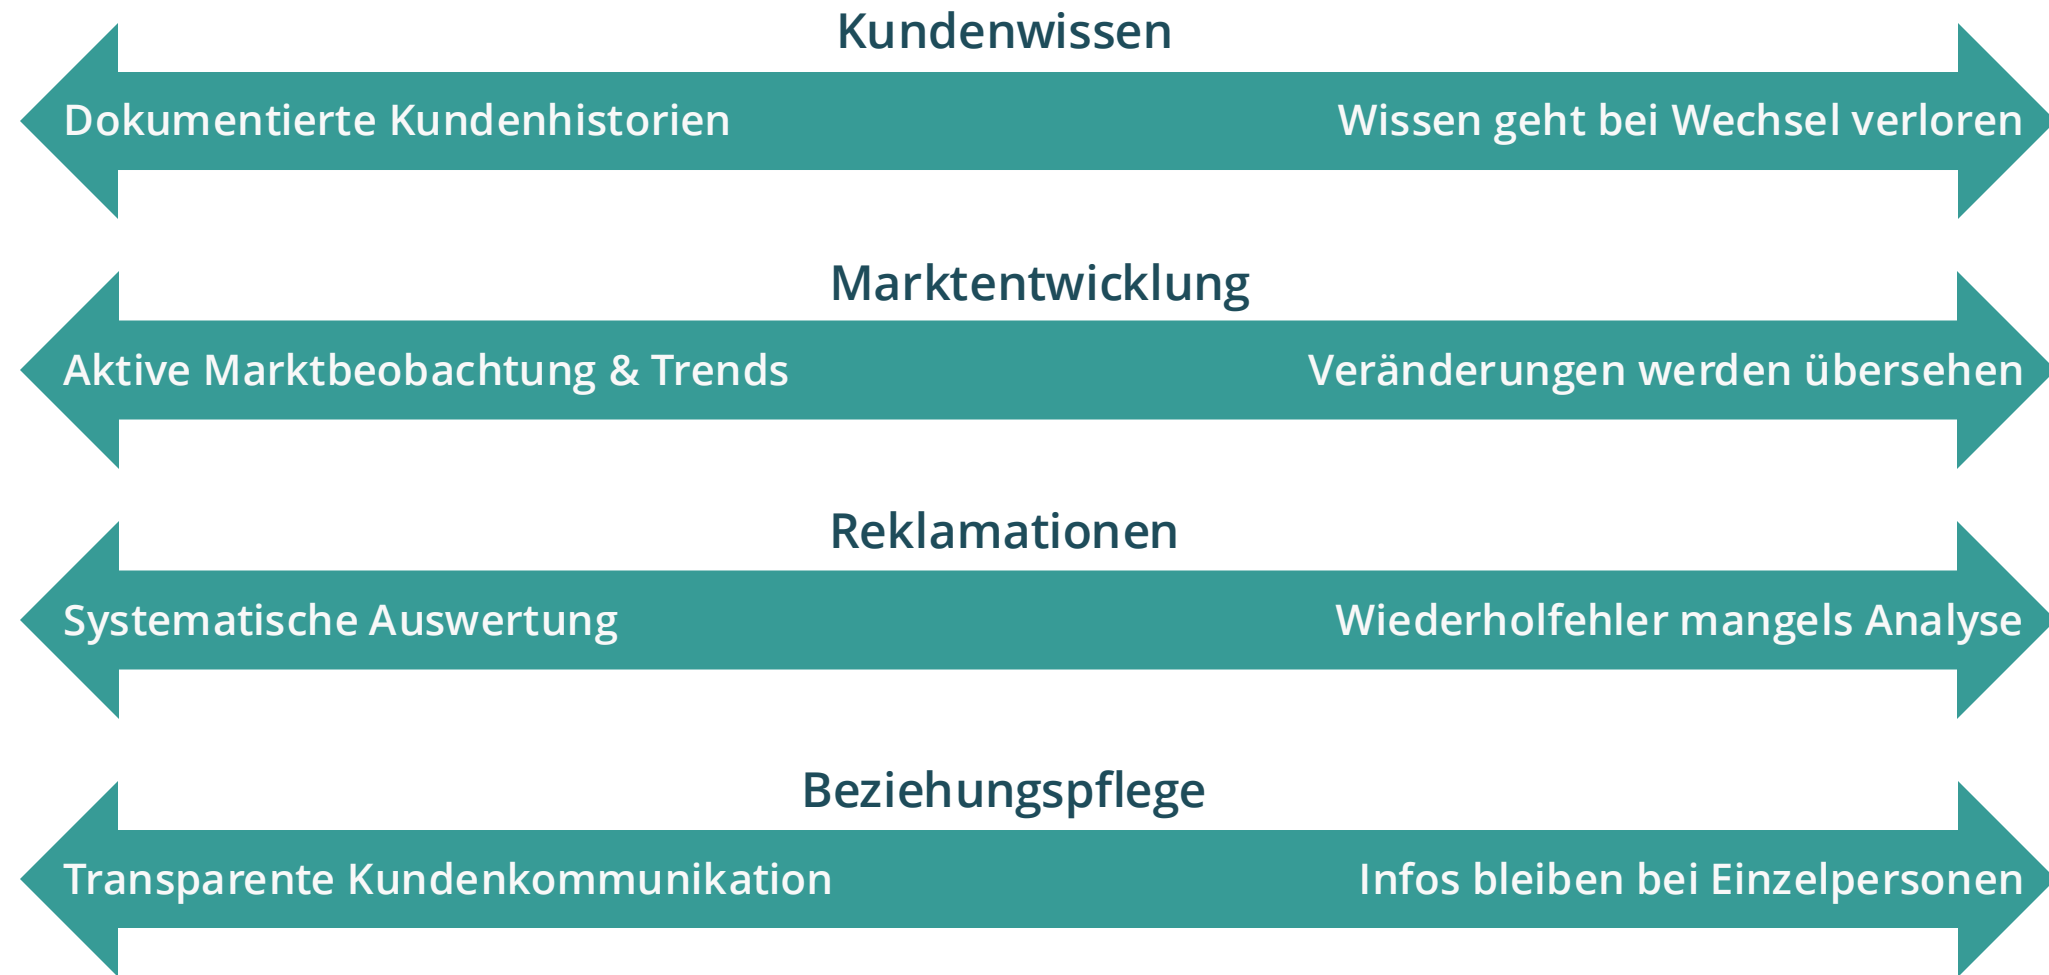 Kundenwissen
Dokumentierte Kundenhistorien
Wissen geht bei Wechsel verloren
Marktentwicklung
Aktive Marktbeobachtung & Trends
Veränderungen werden übersehen
Reklamationen
Systematische Auswertung
Wiederholfehler mangels Analyse
Beziehungspflege
Transparente Kundenkommunikation
Infos bleiben bei Einzelpersonen